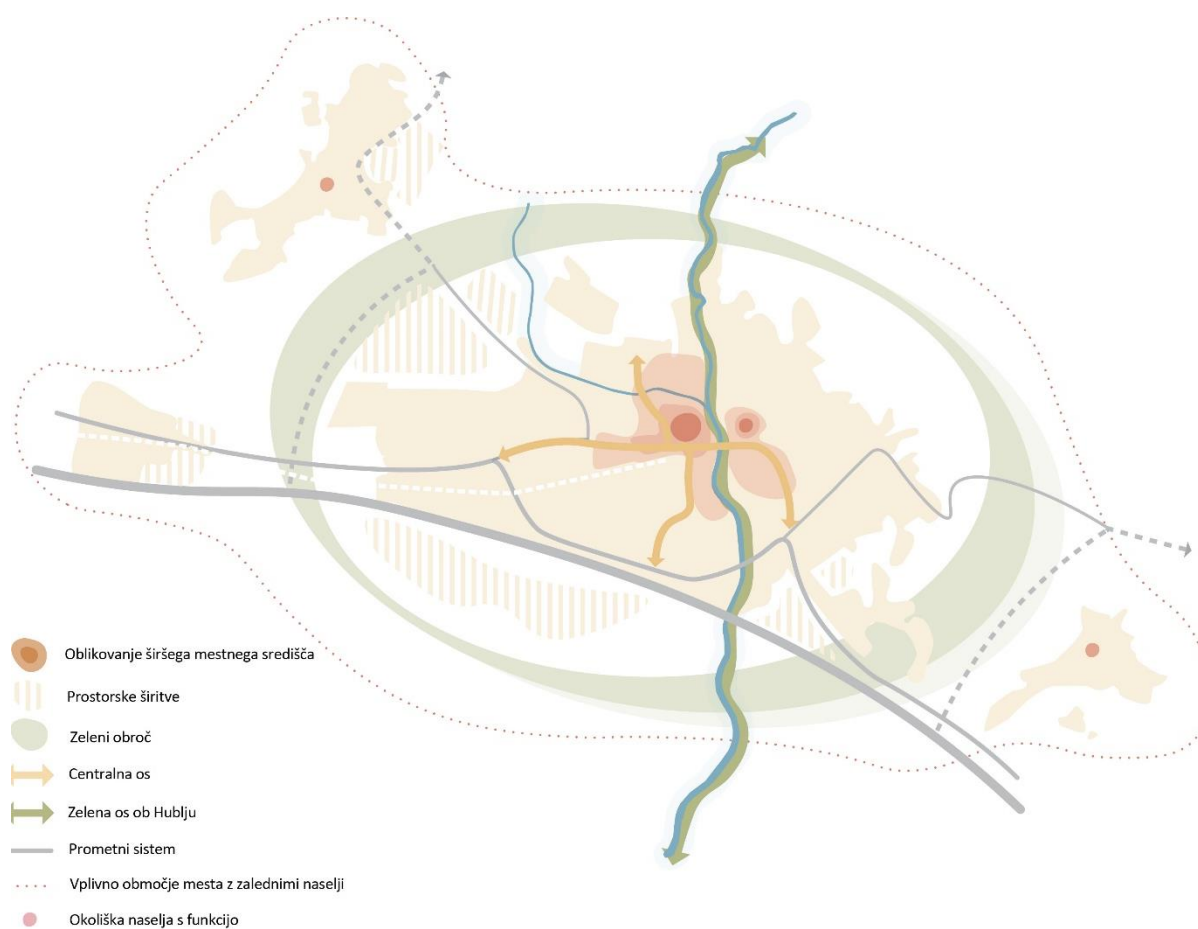 Oblikovanje širšega mestnega središča
Prostorske širitve
Zeleni obroč
Centralna os
Zelena os ob Hublju
Prometni sistem
Vplivno območje mesta z zalednimi naselji
Okoliška naselja s funkcijo